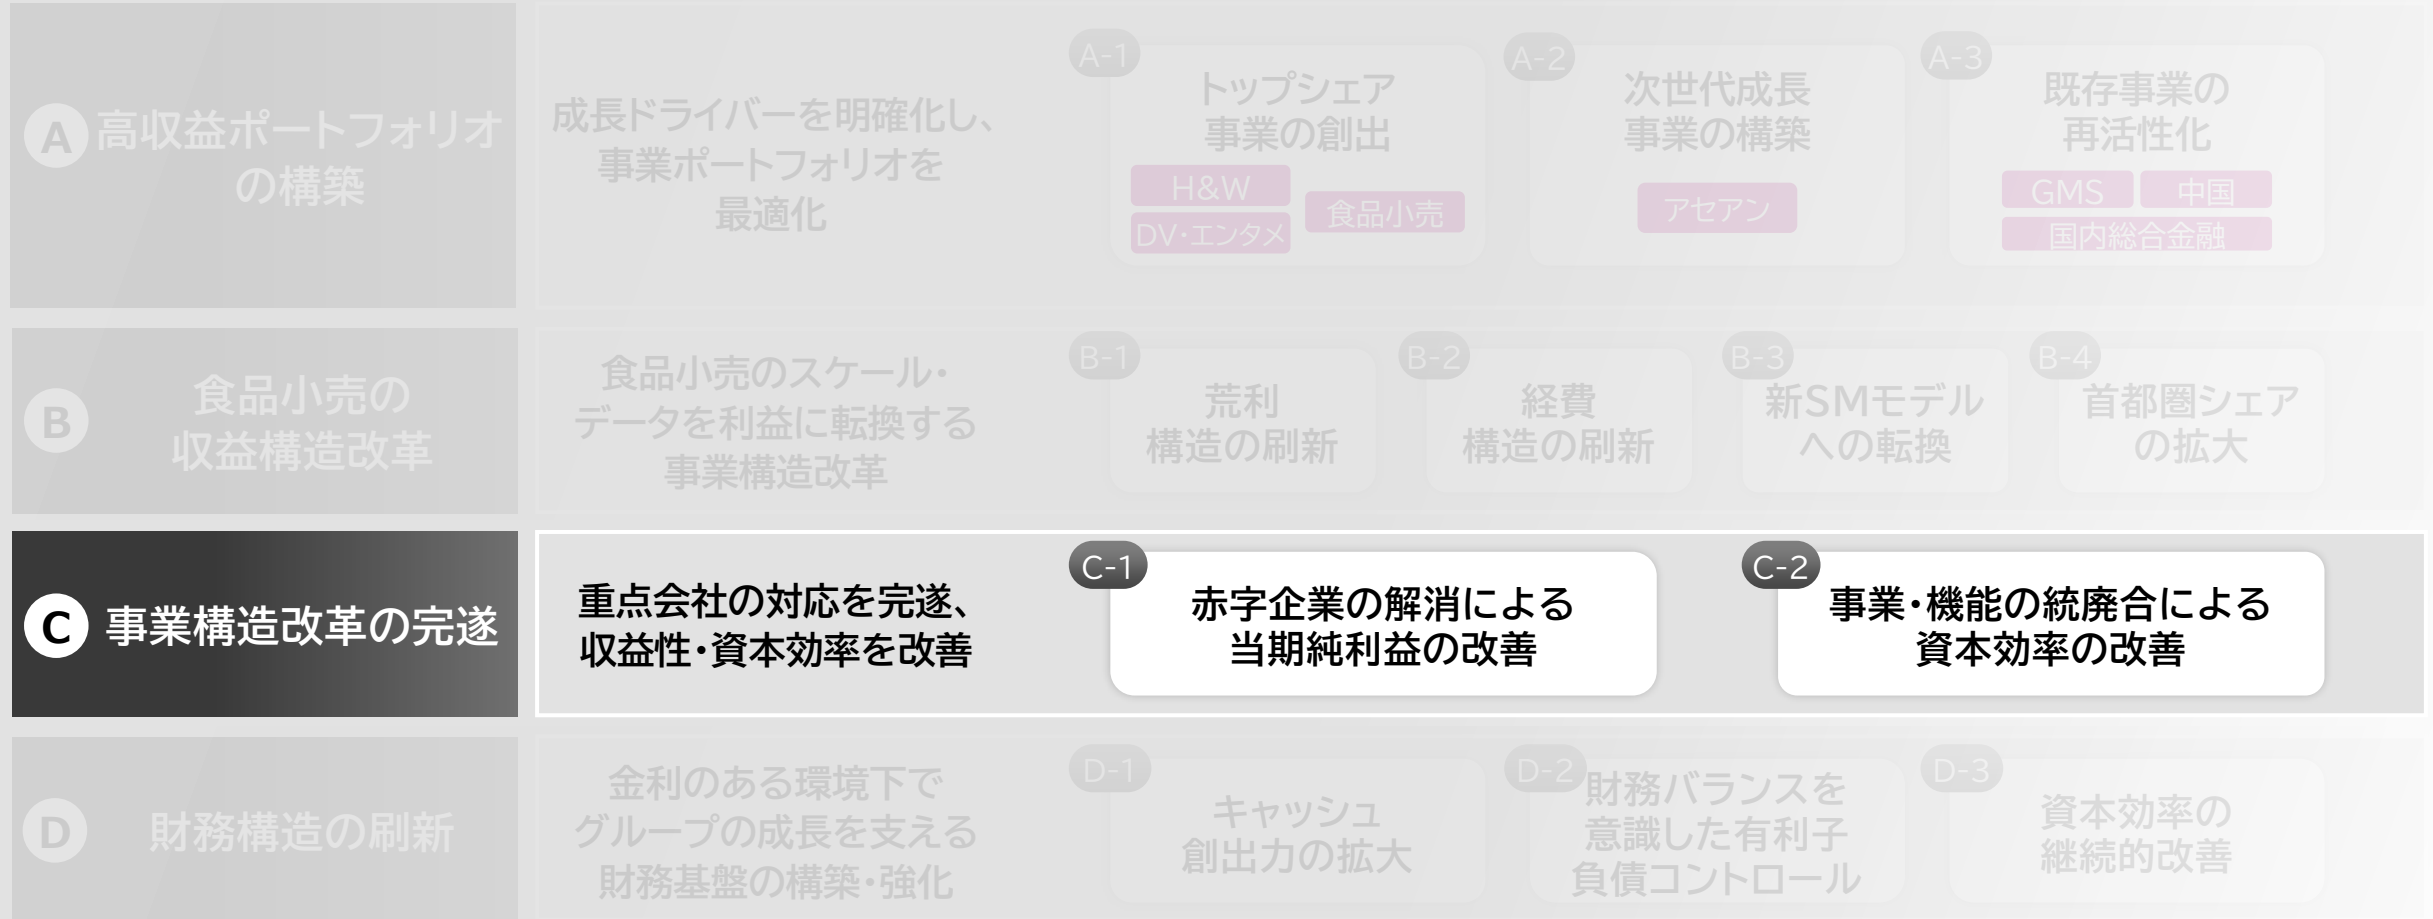 A
高収益ポートフォリオ
の構築
成長ドライバーを明確化し、
事業ポートフォリオを
最適化
A-1
トップシェア
事業の創出
H&W
DV・エンタメ
食品小売
A-2
次世代成長
事業の構築
アセアン
A-3
既存事業の
再活性化
GMS
中国
国内総合金融
B
食品小売の
収益構造改革
食品小売のスケール・
データを利益に転換する
事業構造改革
B-1
荒利
構造の刷新
B-2
経費
構造の刷新
B-3
新SMモデル
への転換
B-4
首都圏シェア
の拡大
C
事業構造改革の完遂
重点会社の対応を完遂、
収益性・資本効率を改善
C-1
赤字企業の解消による
当期純利益の改善
C-2
事業・機能の統廃合による
資本効率の改善
D
財務構造の刷新
金利のある環境下で
グループの成長を支える
財務基盤の構築・強化
D-1
キャッシュ
創出力の拡大
D-2
財務バランスを
意識した有利子
負債コントロール
D-3
資本効率の
継続的改善